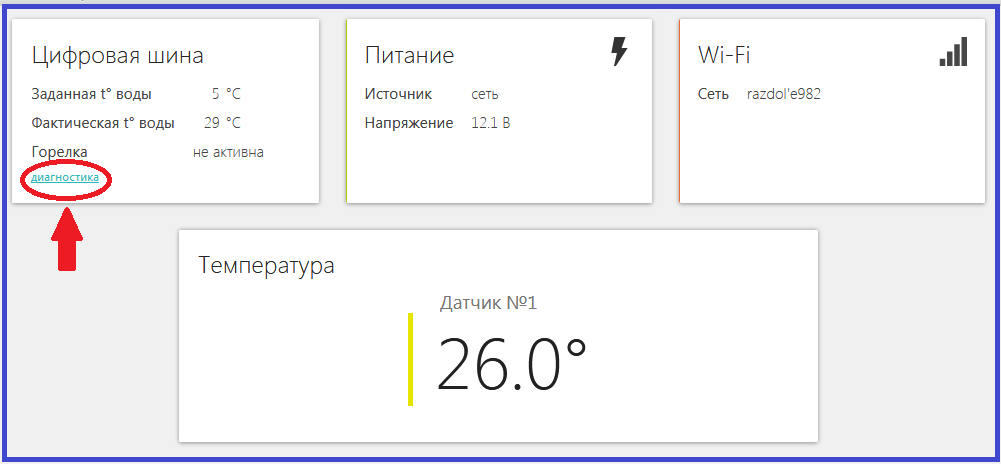 Цифровая шина
Заданная t° воды 5 °C
Фактическая t° воды 29 °C
Горелка не активна
диагностика
Питание
Источник сеть
Напряжение 12.1 В
Wi-Fi
Сеть razdol'e982
Температура
Датчик №1
26.0°